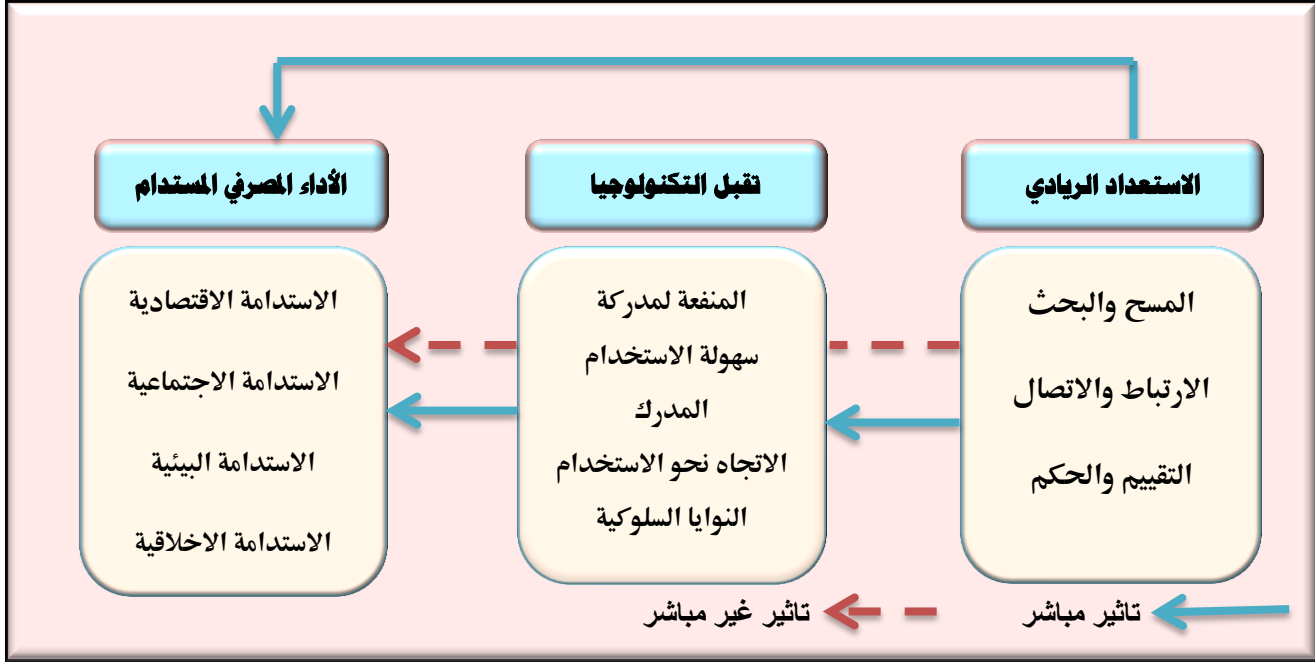 الاستعداد الريادي
تقبل التكنولوجيا
الأداء المصرفي المستدام
المسح والبحث
الارتباط والاتصال
التقييم والحكم
المنفعة لمدركة
سهولة الاستخدام
المدرك
الاتجاه نحو الاستخدام
النوايا السلوكية
الاستدامة الاقتصادية
الاستدامة الاجتماعية
الاستدامة البيئية
الاستدامة الاخلاقية
تاثير مباشر
تاثير غير مباشر